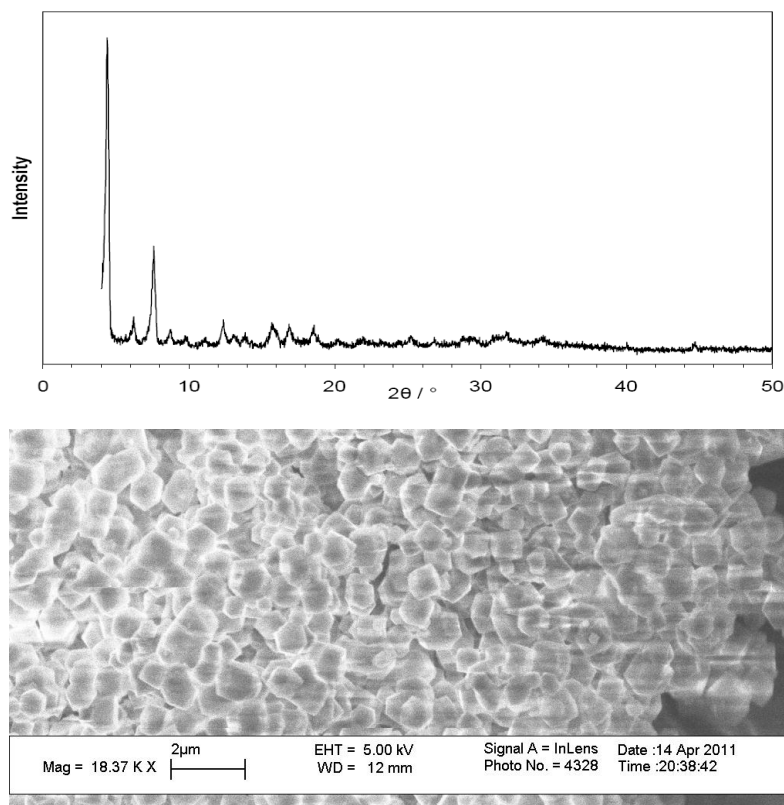 Intensity
0 10 20 30 40 50
2θ / °
2μm
Mag = 18.37 K X
EHT = 5.00 kV
WD = 12 mm
Signal A = InLens
Photo No. = 4328
Date :14 Apr 2011
Time :20:38:42